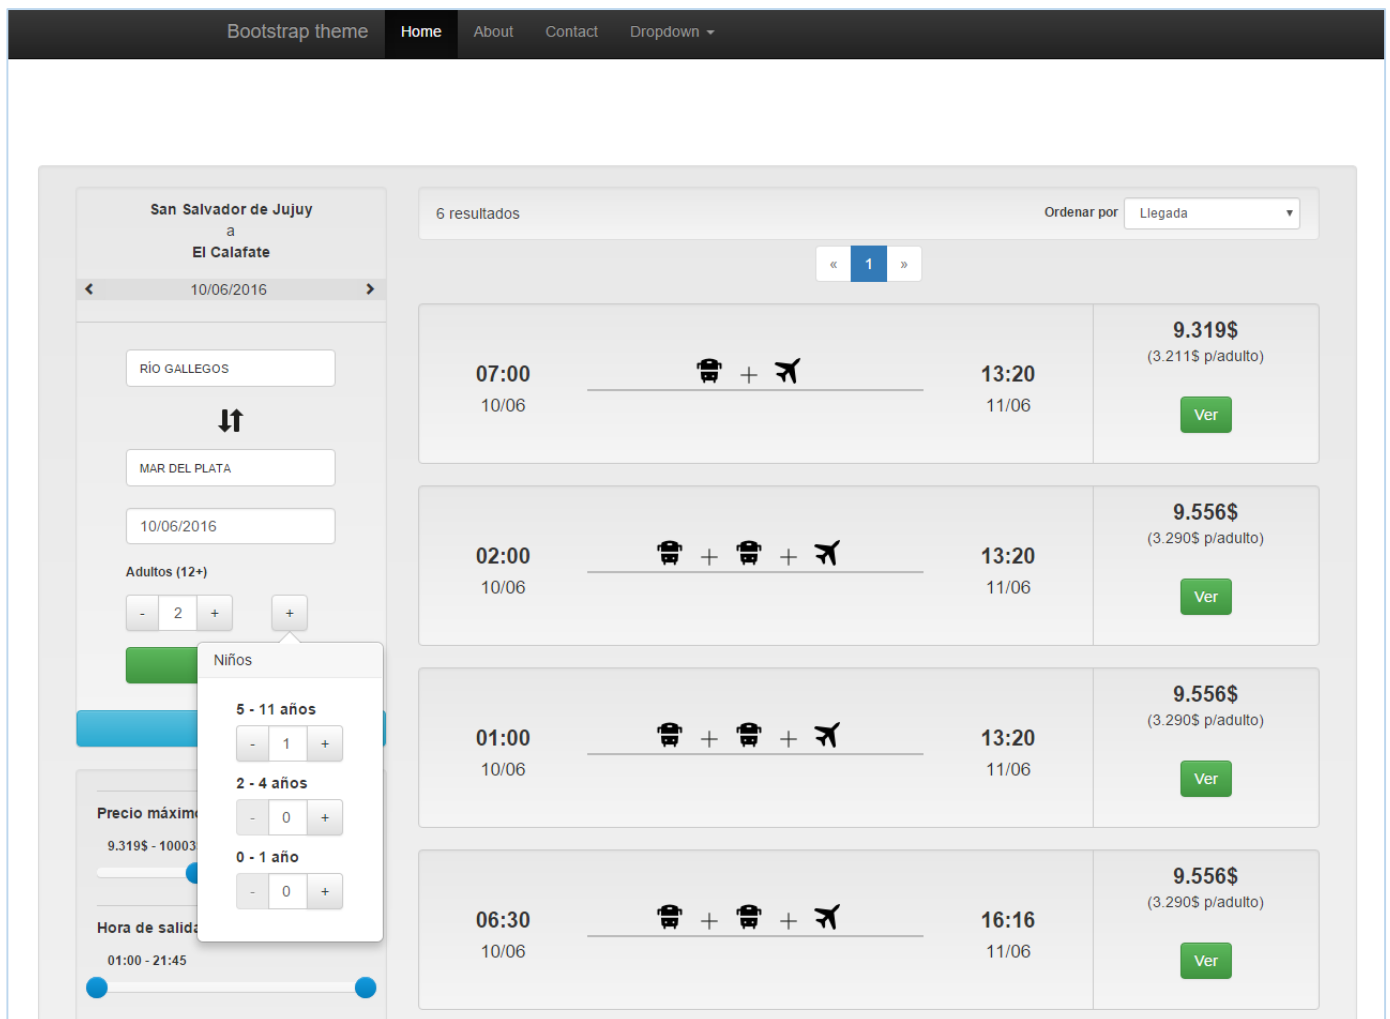 Bootstrap theme Home About Contact Dropdown
San Salvador de Jujuy
a
El Calafate
10/06/2016
RÍO GALLEGOS
MAR DEL PLATA
10/06/2016
Adultos (12+)
- 2 + +
Niños
5 - 11 años
- 1 +
2 - 4 años
- 0 +
0 - 1 año
- 0 +
Precio máximo
9.319$ - 10003
Hora de salida
01:00 - 21:45
6 resultados Ordenar por Llegada
« 1 »
07:00 + 13:20
10/06 11/06
9.319$
(3.211$ p/adulto)
Ver
02:00 + + 13:20
10/06 11/06
9.556$
(3.290$ p/adulto)
Ver
01:00 + + 13:20
10/06 11/06
9.556$
(3.290$ p/adulto)
Ver
06:30 + + 16:16
10/06 11/06
9.556$
(3.290$ p/adulto)
Ver